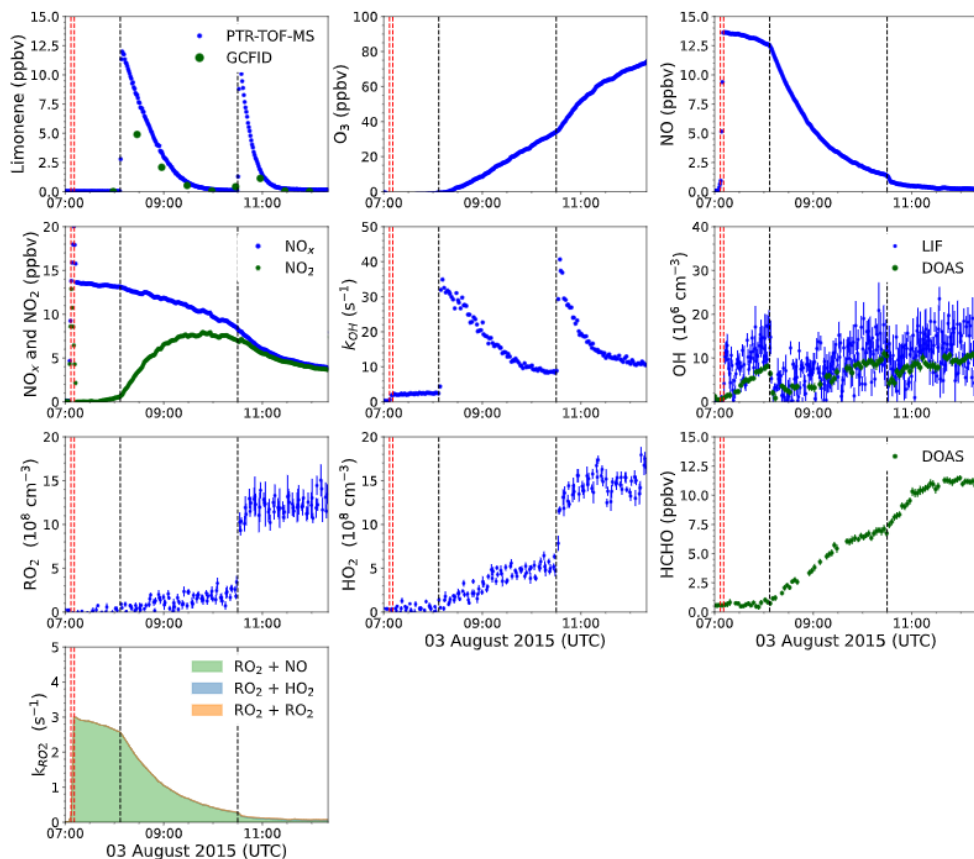 Limonene (ppbv)
15.0
12.5
10.0
7.5
5.0
2.5
0.0
PTR-TOF-MS
GCFID
07:00 09:00 11:00
O₃ (ppbv)
100
80
60
40
20
0
07:00 09:00 11:00
NO (ppbv)
15.0
12.5
10.0
7.5
5.0
2.5
0.0
07:00 09:00 11:00
NOₓ and NO₂ (ppbv)
20
15
10
5
0
NOₓ
NO₂
07:00 09:00 11:00
k_OH (s⁻¹)
50
40
30
20
10
0
07:00 09:00 11:00
OH (10⁶ cm⁻³)
40
30
20
10
0
LIF
DOAS
07:00 09:00 11:00
RO₂ (10⁸ cm⁻³)
20
15
10
5
0
07:00 09:00 11:00
HO₂ (10⁸ cm⁻³)
20
15
10
5
0
07:00 09:00 11:00
03 August 2015 (UTC)
HCHO (ppbv)
15.0
12.5
10.0
7.5
5.0
2.5
0.0
DOAS
07:00 09:00 11:00
03 August 2015 (UTC)
k_RO2 (s⁻¹)
5
4
3
2
1
0
RO₂ + NO
RO₂ + HO₂
RO₂ + RO₂
07:00 09:00 11:00
03 August 2015 (UTC)